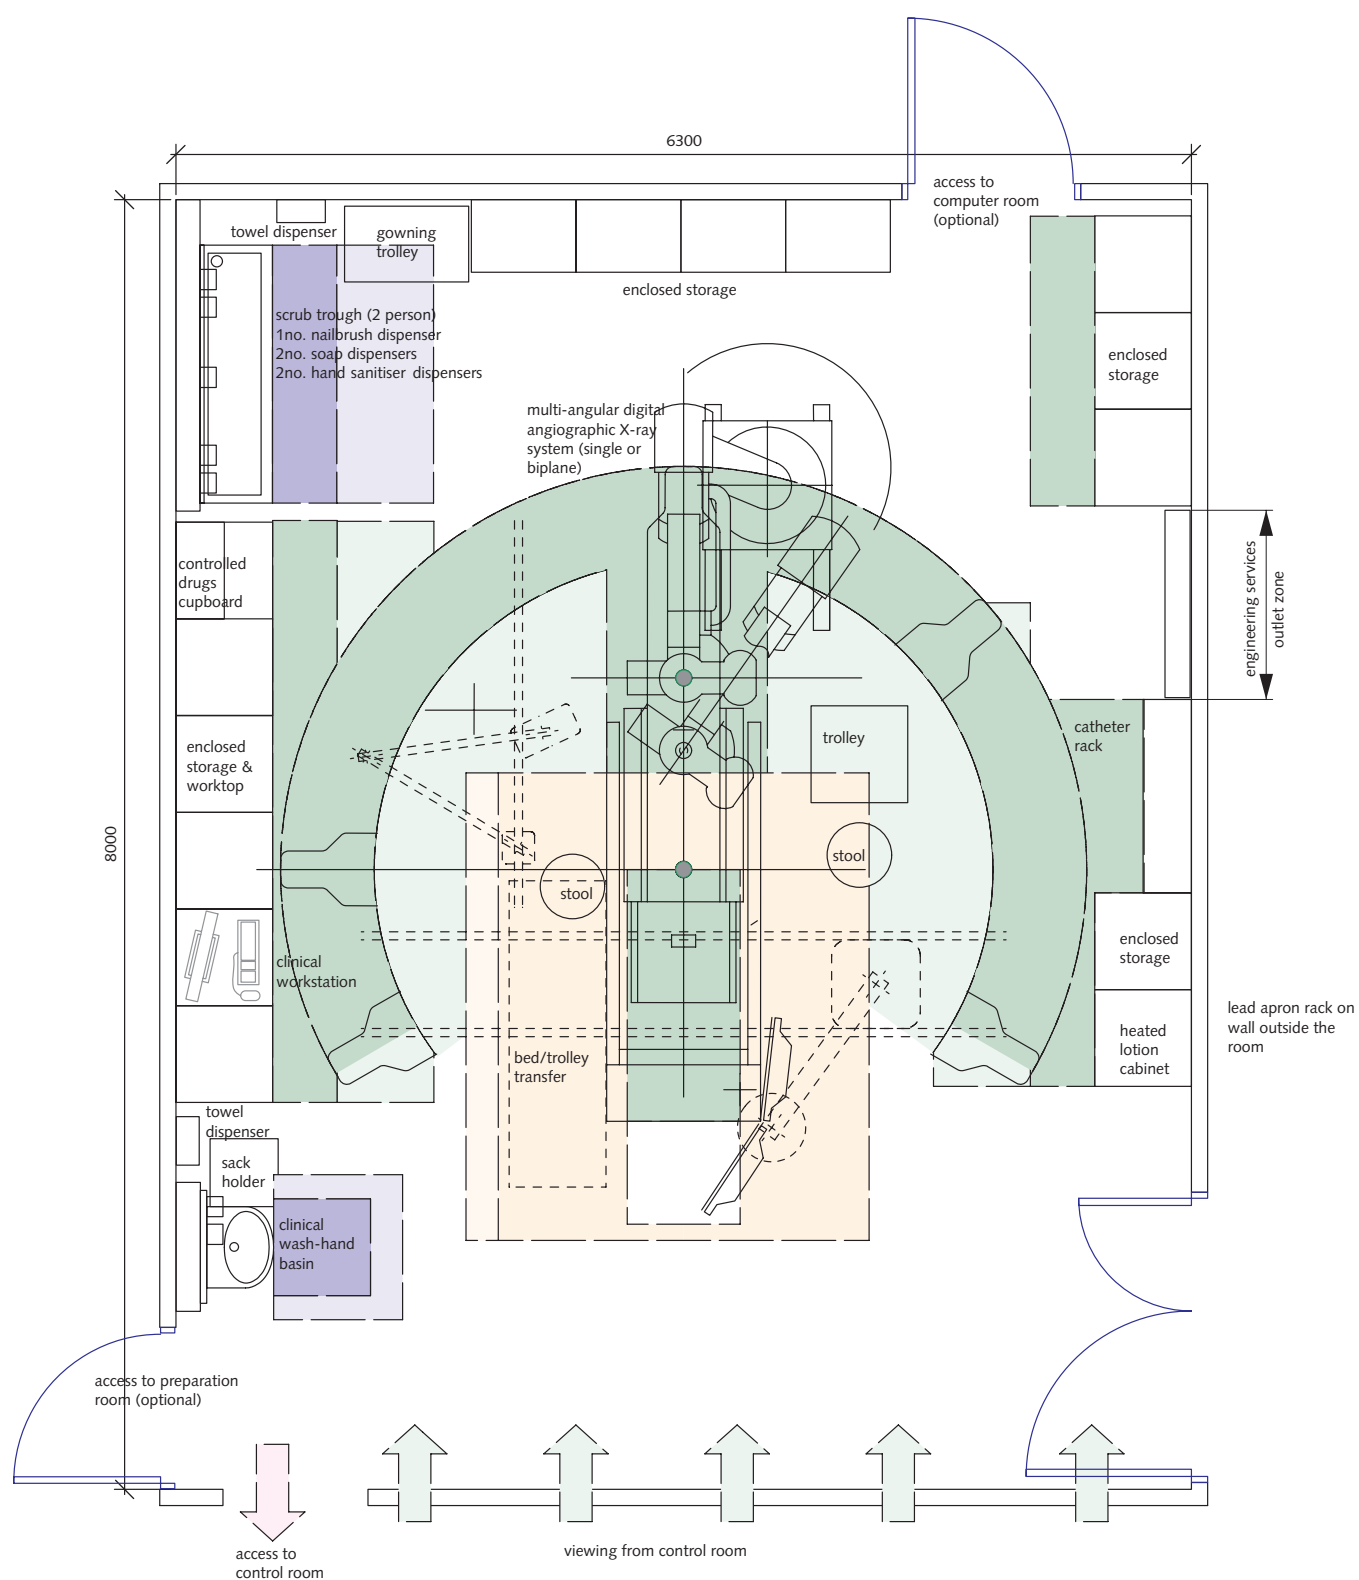 6300
access to
computer room
(optional)
towel dispenser
gowning
trolley
enclosed storage
scrub trough (2 person)
1no. nailbrush dispenser
2no. soap dispensers
2no. hand sanitiser dispensers
enclosed
storage
multi-angular digital
angiographic X-ray
system (single or
biplane)
controlled
drugs
cupboard
engineering services
outlet zone
enclosed
storage &
worktop
trolley
catheter
rack
8000
stool
stool
clinical
workstation
enclosed
storage
lead apron rack on
wall outside the
room
heated
lotion
cabinet
bed/trolley
transfer
towel
dispenser
sack
holder
clinical
wash-hand
basin
access to preparation
room (optional)
access to
control room
viewing from control room